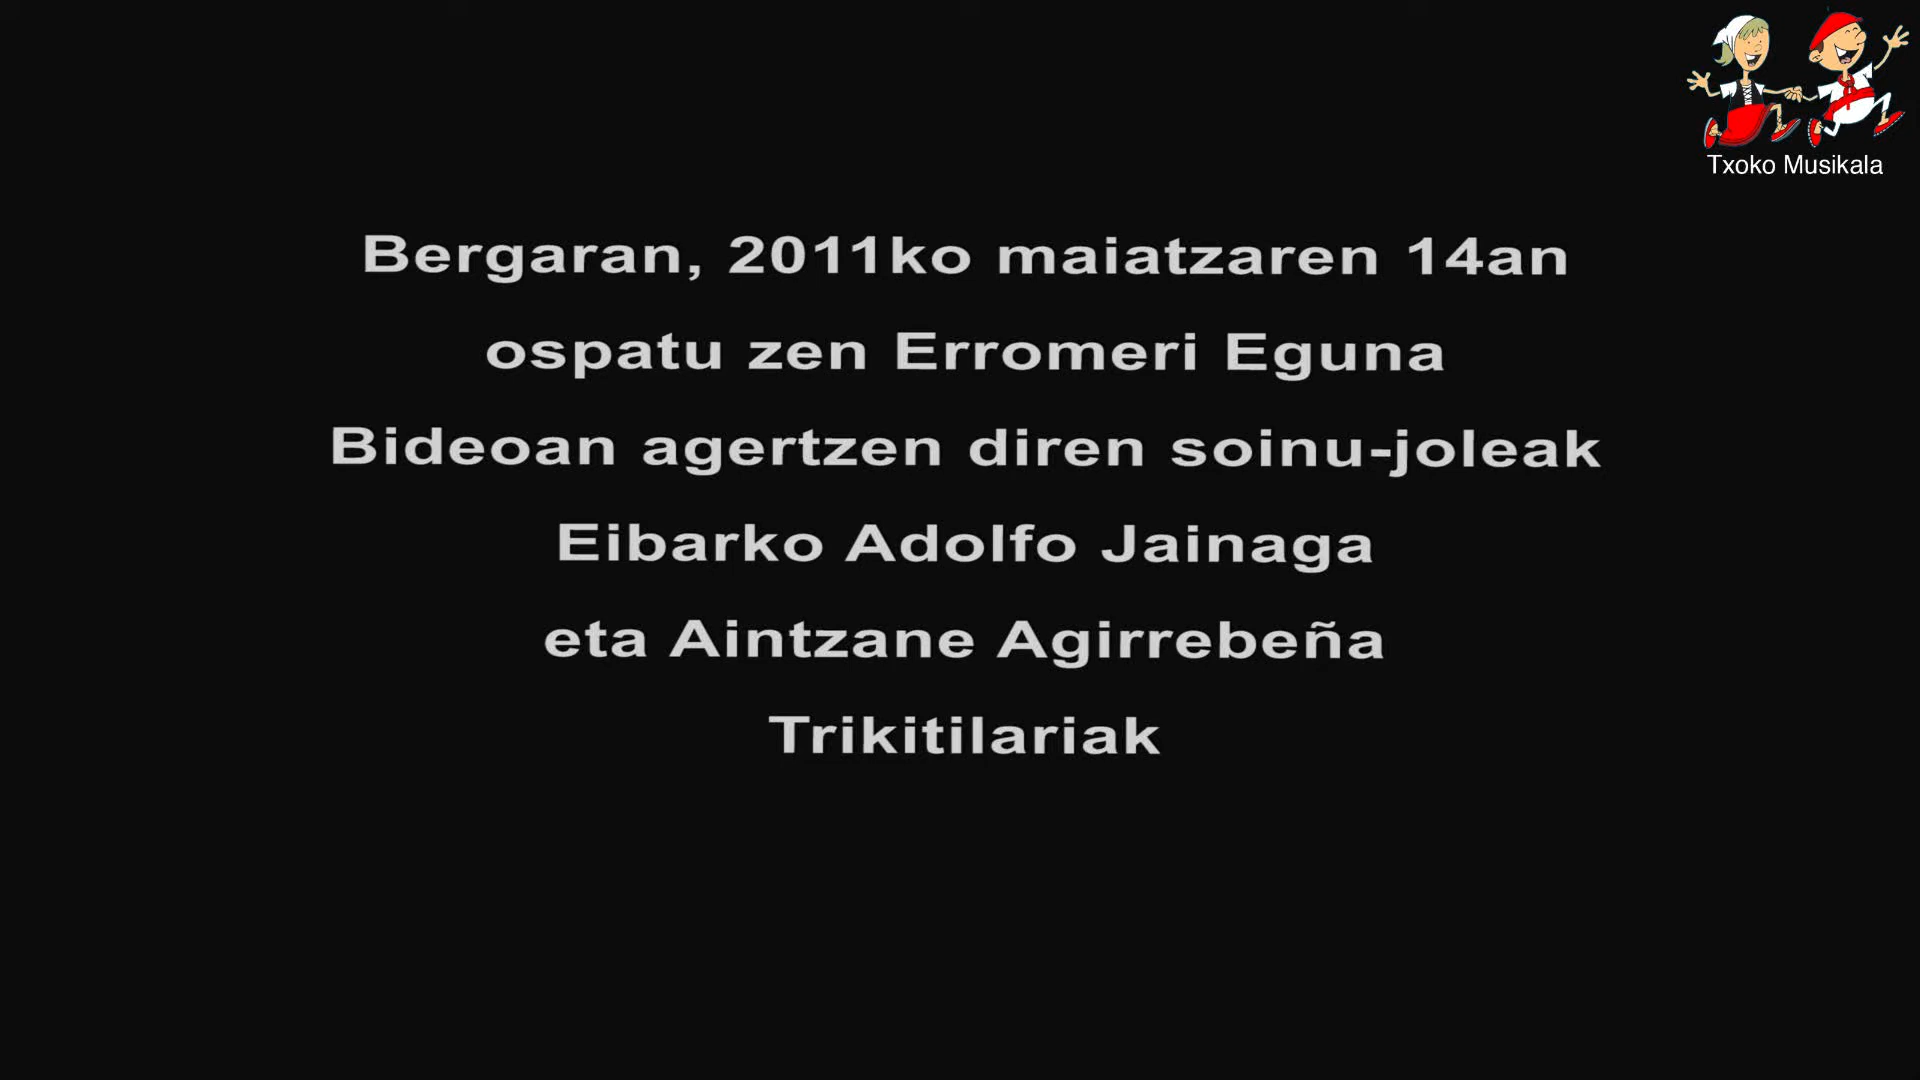 Txoko Musikala
Bergaran, 2011ko maiatzaren 14an
ospatu zen Erromeri Eguna
Bideoan agertzen diren soinu-joleak
Eibarko Adolfo Jainaga
eta Aintzane Agirrebeña
Trikitilariak